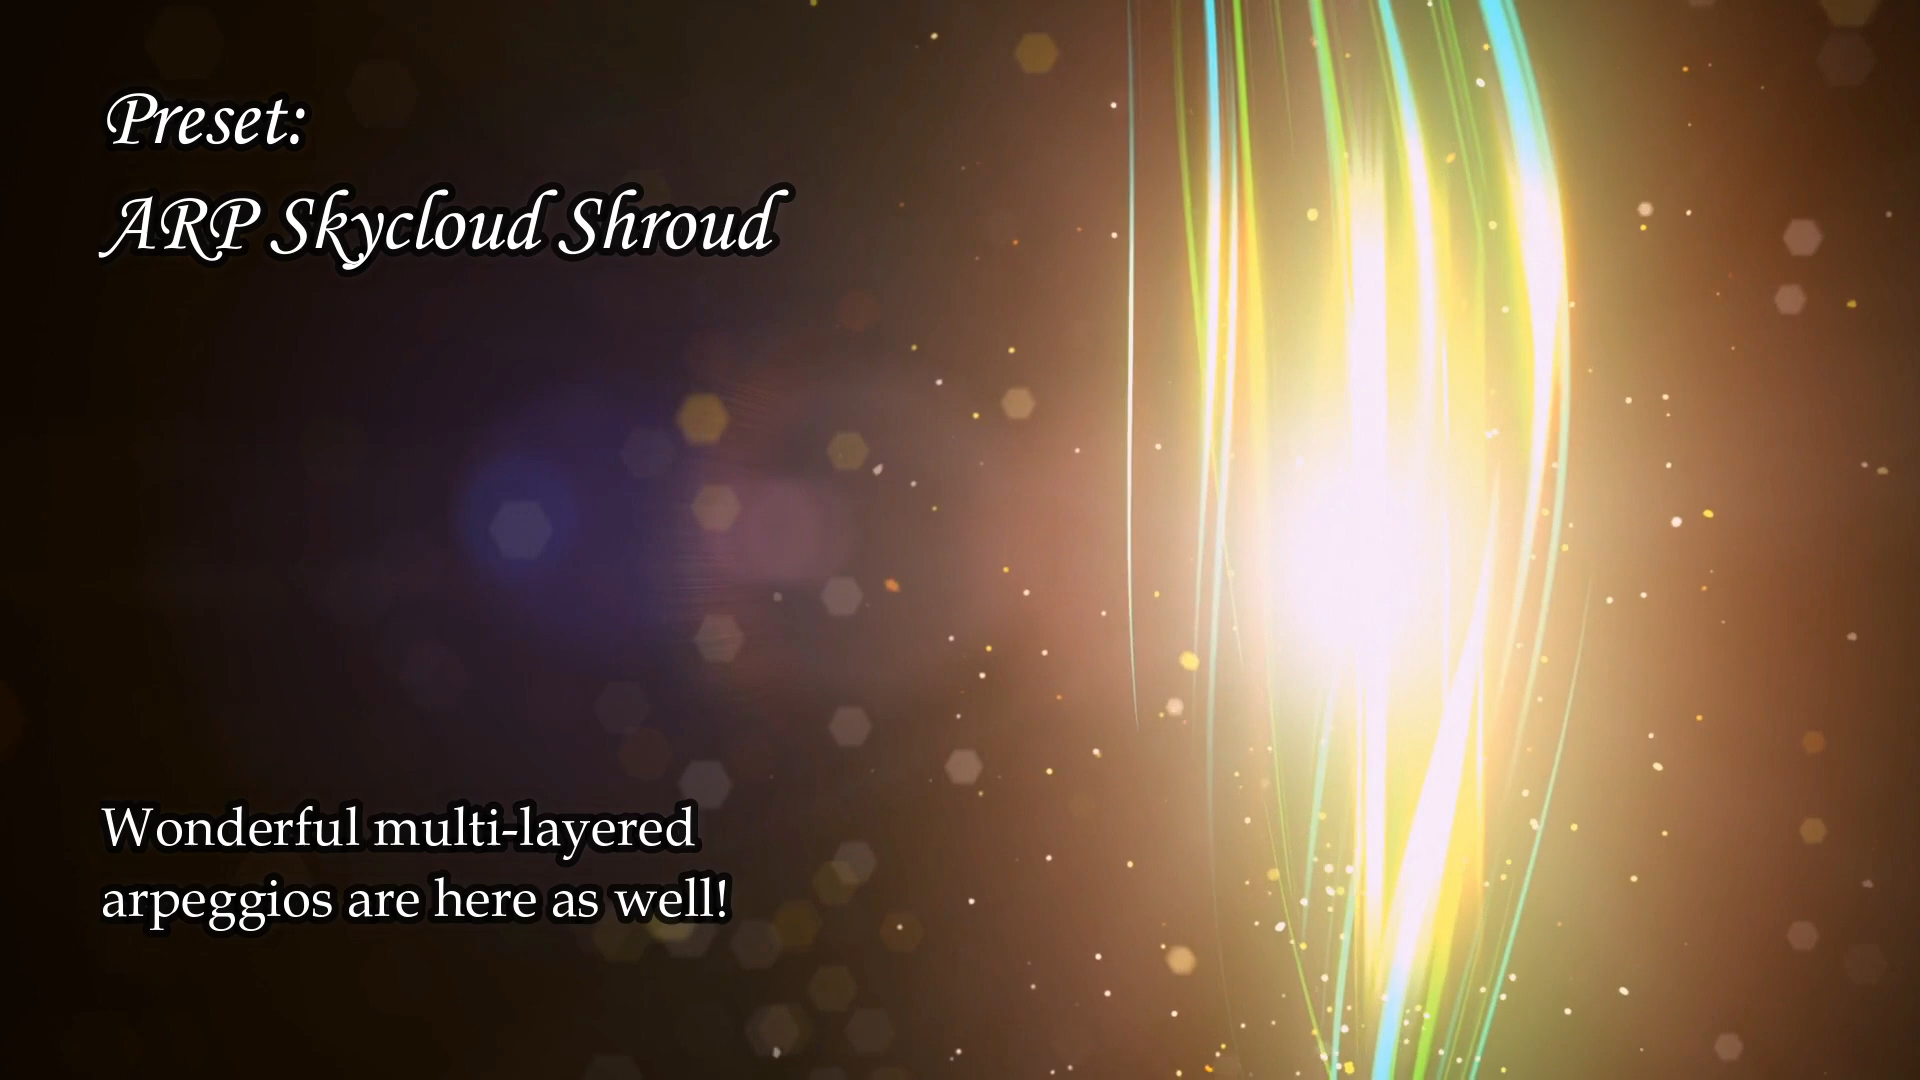 Preset:
ARP Skycloud Shroud
Wonderful multi-layered
arpeggios are here as well!